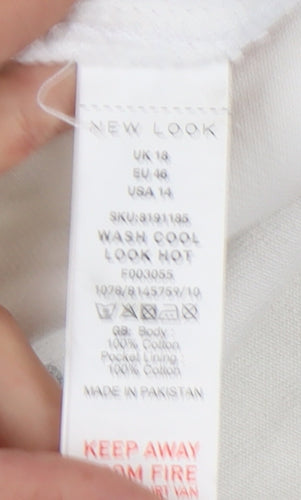 NEW LOOK
UK 18
EU 46
USA 14
SKU: 8191185
WASH COOL
LOOK HOT
F003055
1078/8145759/10
GB: Body :
100% Cotton
Pocket Lining :
100% Cotton
MADE IN PAKISTAN
KEEP AWAY
FROM FIRE